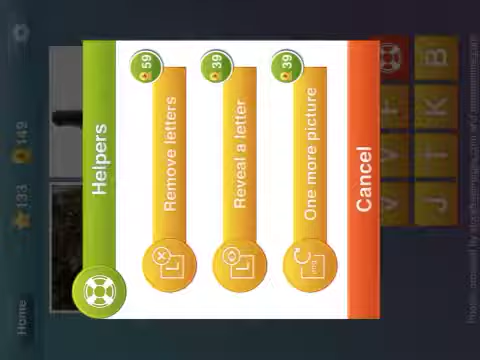 Home
133
149
Helpers
Remove letters
59
Reveal a letter
39
One more picture
39
Cancel
V
F
V
T
K
B
J